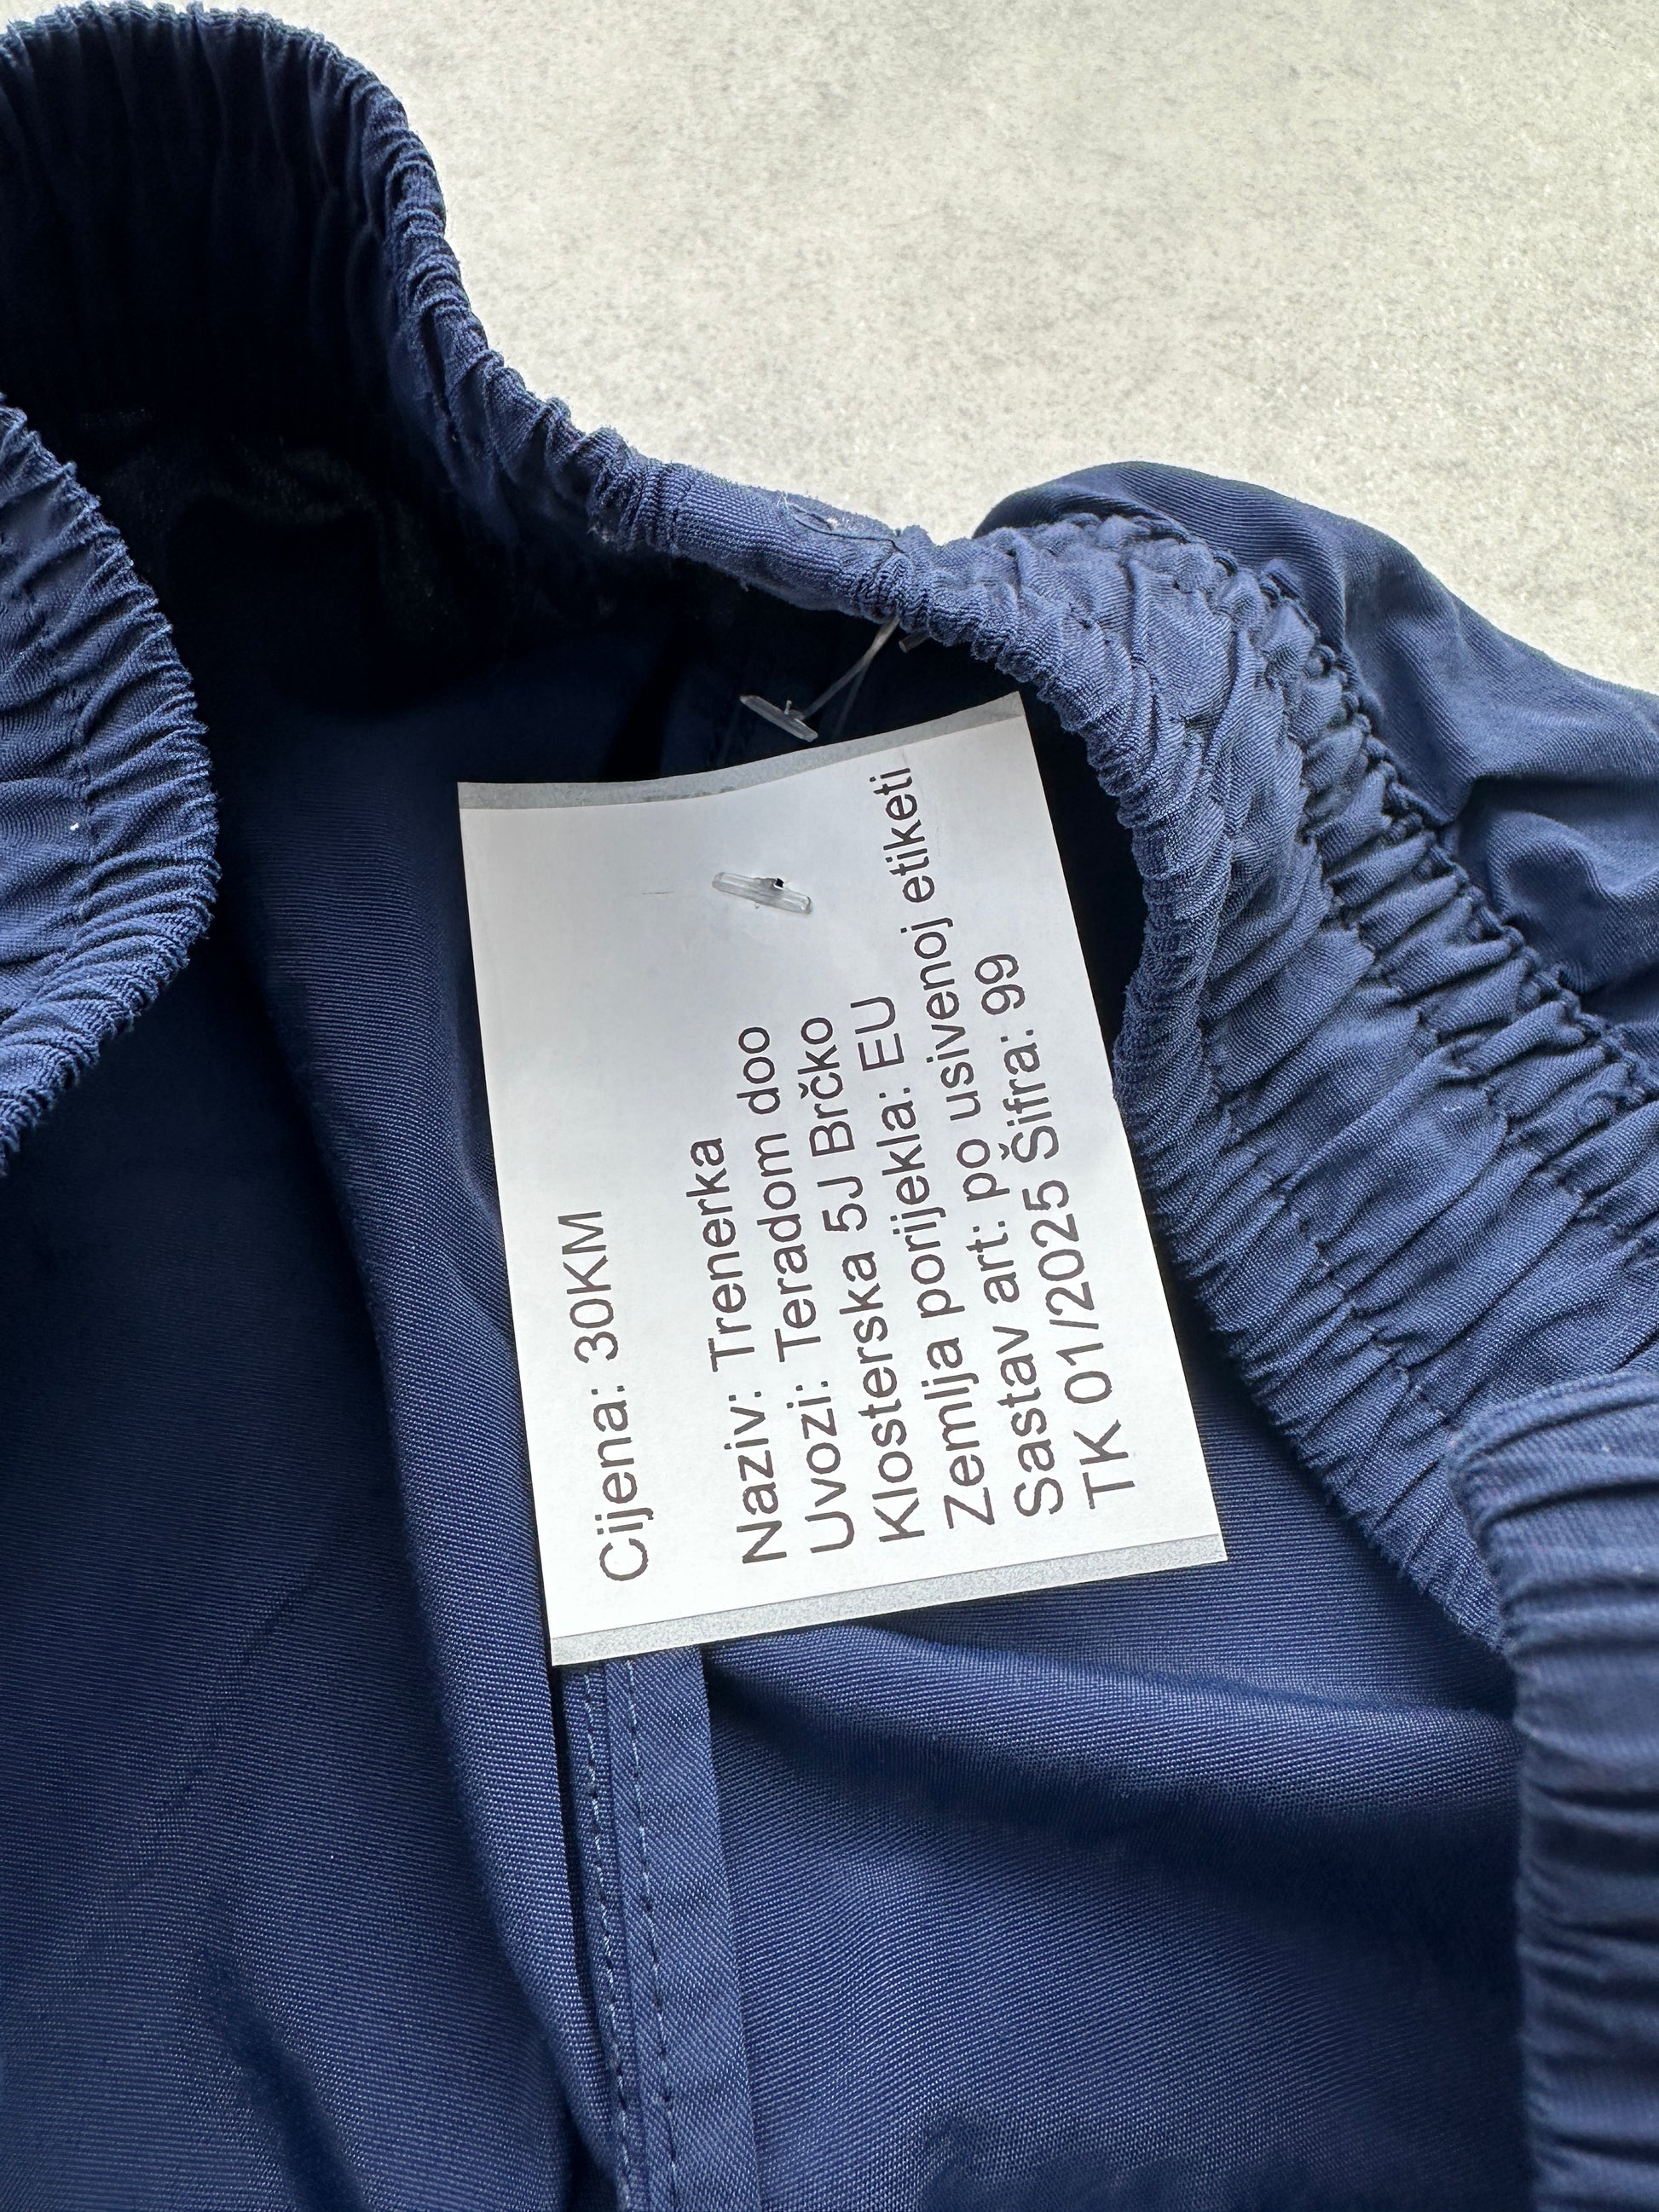 Cijena: 30KM
Naziv: Trenerka
Uvozi: Teradom doo
Klosterska 5J Brčko
Zemlja porijekla: EU
Sastav art: po usivenoj etiketi
TK 01/2025 Šifra: 99